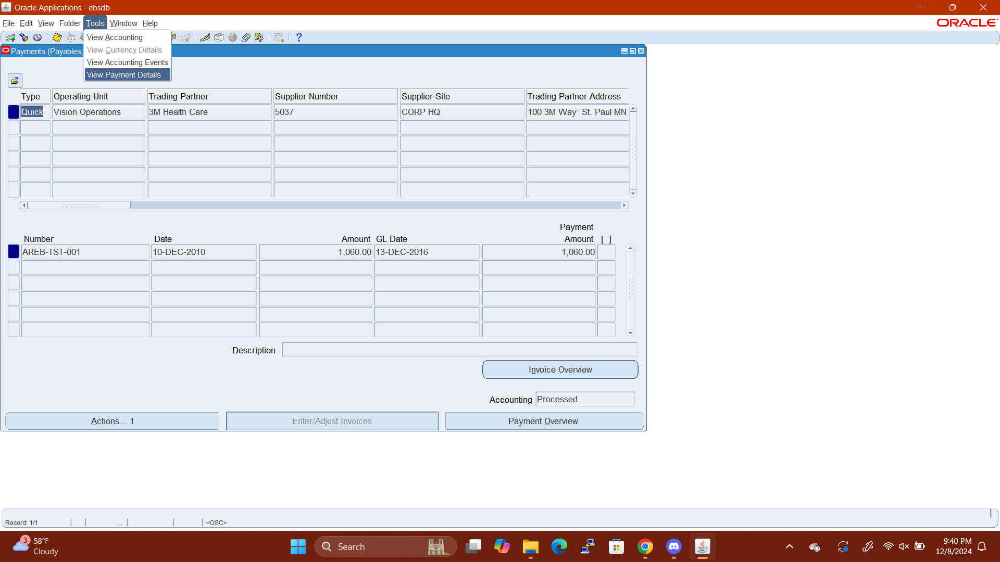 Oracle Applications - ebsdb
File Edit View Folder Tools Window Help
ORACLE
View Accounting
View Currency Details
View Accounting Events
View Payment Details
Payments (Payables,
Type Operating Unit Trading Partner Supplier Number Supplier Site Trading Partner Address
Quick Vision Operations 3M Health Care 5037 CORP HQ 100 3M Way St. Paul MN
Payment
Number Date Amount GL Date Amount [ ]
AREB-TST-001 10-DEC-2010 1,060.00 13-DEC-2016 1,060.00
Description
Invoice Overview
Accounting Processed
Actions... 1 Enter/Adjust Invoices Payment Overview
Record: 1/1 ... <OSC>
3 58°F
Cloudy
Search
9:40 PM
12/8/2024